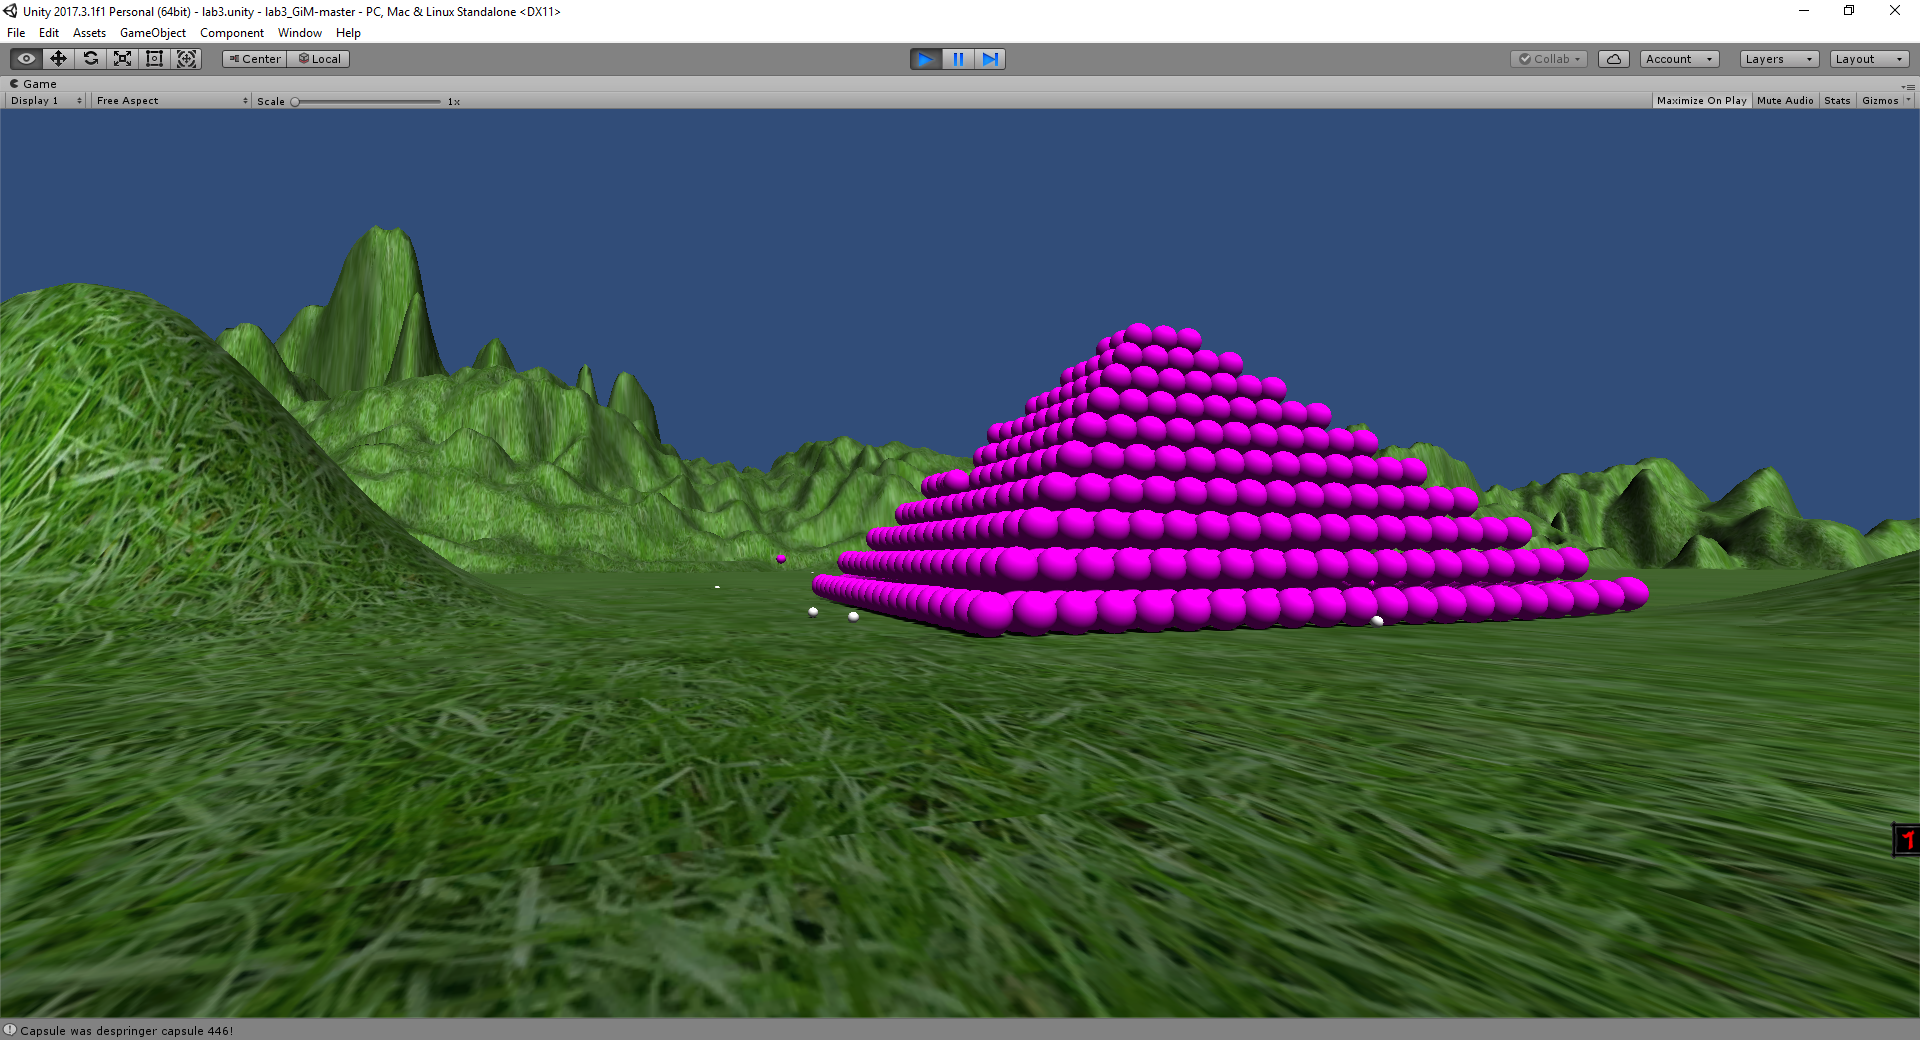 Unity 2017.3.1f1 Personal (64bit) - lab3.unity - lab3_GiM-master - PC, Mac & Linux Standalone <DX11>
File Edit Assets GameObject Component Window Help
Center Local Collab Account Layers Layout
Game
Display 1 Free Aspect Scale 1x Maximize On Play Mute Audio Stats Gizmos
Capsule was despringer capsule 446!